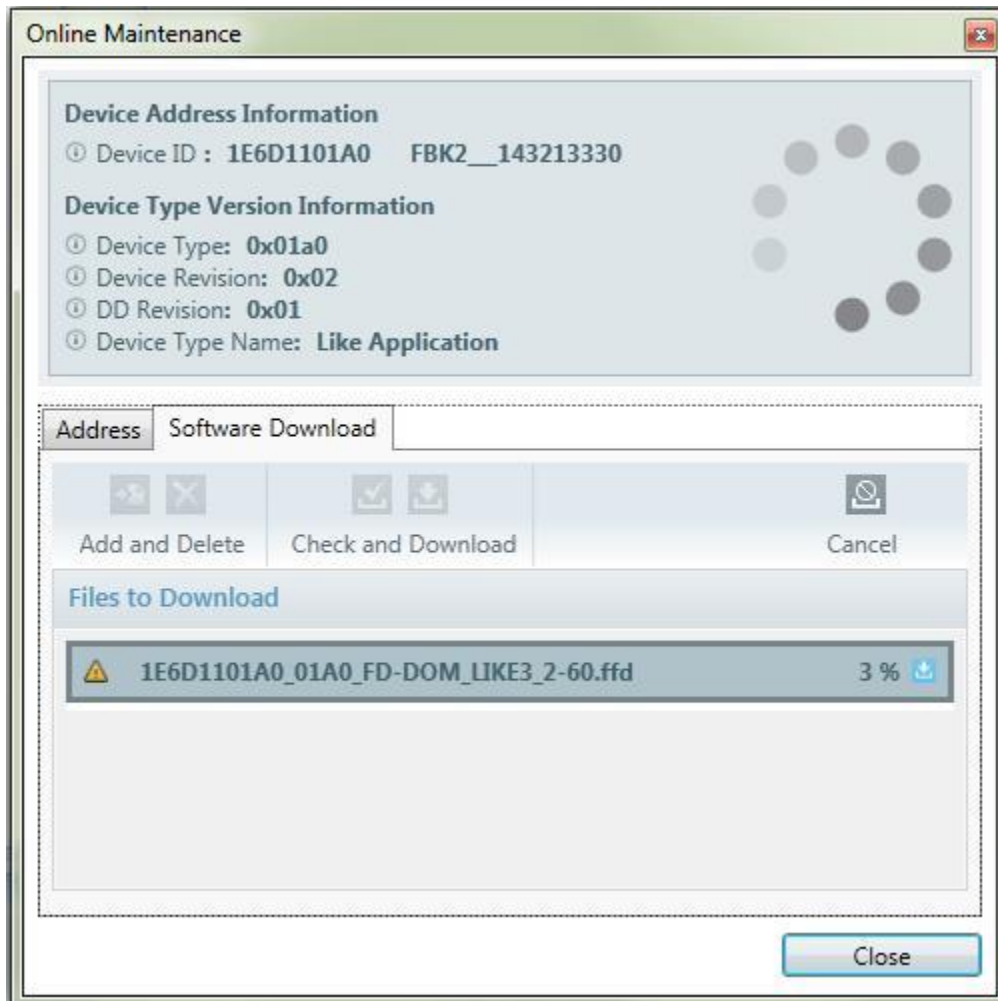 Online Maintenance
Device Address Information
Device ID : 1E6D1101A0 FBK2__143213330
Device Type Version Information
Device Type: 0x01a0
Device Revision: 0x02
DD Revision: 0x01
Device Type Name: Like Application
Address Software Download
Add and Delete Check and Download Cancel
Files to Download
1E6D1101A0_01A0_FD-DOM_LIKE3_2-60.ffd 3 %
Close